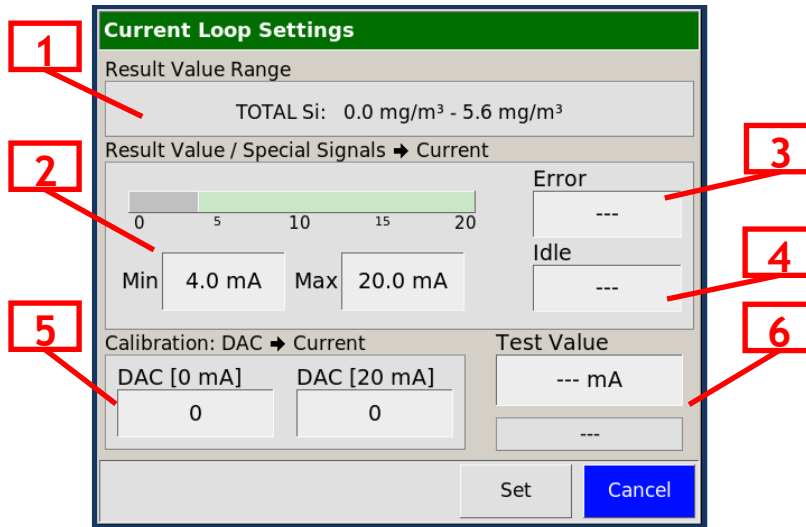 Current Loop Settings
1
Result Value Range
TOTAL Si: 0.0 mg/m³ - 5.6 mg/m³
Result Value / Special Signals ➔ Current
2
3
Error
---
0 5 10 15 20
4
Idle
---
Min 4.0 mA Max 20.0 mA
5
6
Calibration: DAC ➔ Current
Test Value
DAC [0 mA] DAC [20 mA]
--- mA
0 0
---
Set Cancel